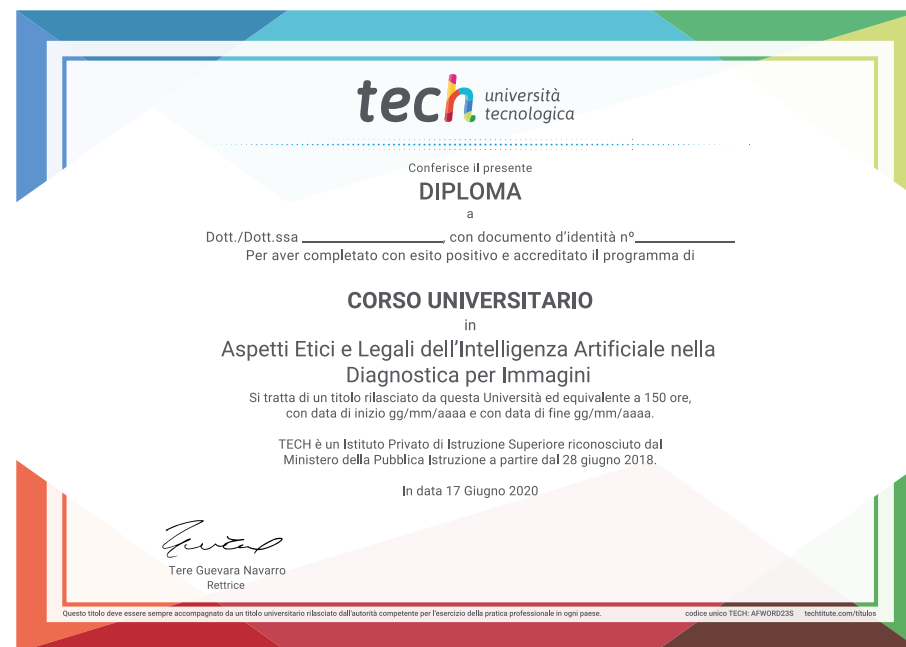 tech università
tecnologica
Conferisce il presente
DIPLOMA
a
Dott./Dott.ssa ____________________, con documento d'identità nº______________
Per aver completato con esito positivo e accreditato il programma di
CORSO UNIVERSITARIO
in
Aspetti Etici e Legali dell'Intelligenza Artificiale nella
Diagnostica per Immagini
Si tratta di un titolo rilasciato da questa Università ed equivalente a 150 ore,
con data di inizio gg/mm/aaaa e con data di fine gg/mm/aaaa.
TECH è un Istituto Privato di Istruzione Superiore riconosciuto dal
Ministero della Pubblica Istruzione a partire dal 28 giugno 2018.
In data 17 Giugno 2020
Tere Guevara Navarro
Rettrice
Questo titolo deve essere sempre accompagnato da un titolo universitario rilasciato dall'autorità competente per l'esercizio della pratica professionale in ogni paese. codice unico TECH: AFWORD23S techtitute.com/títulos